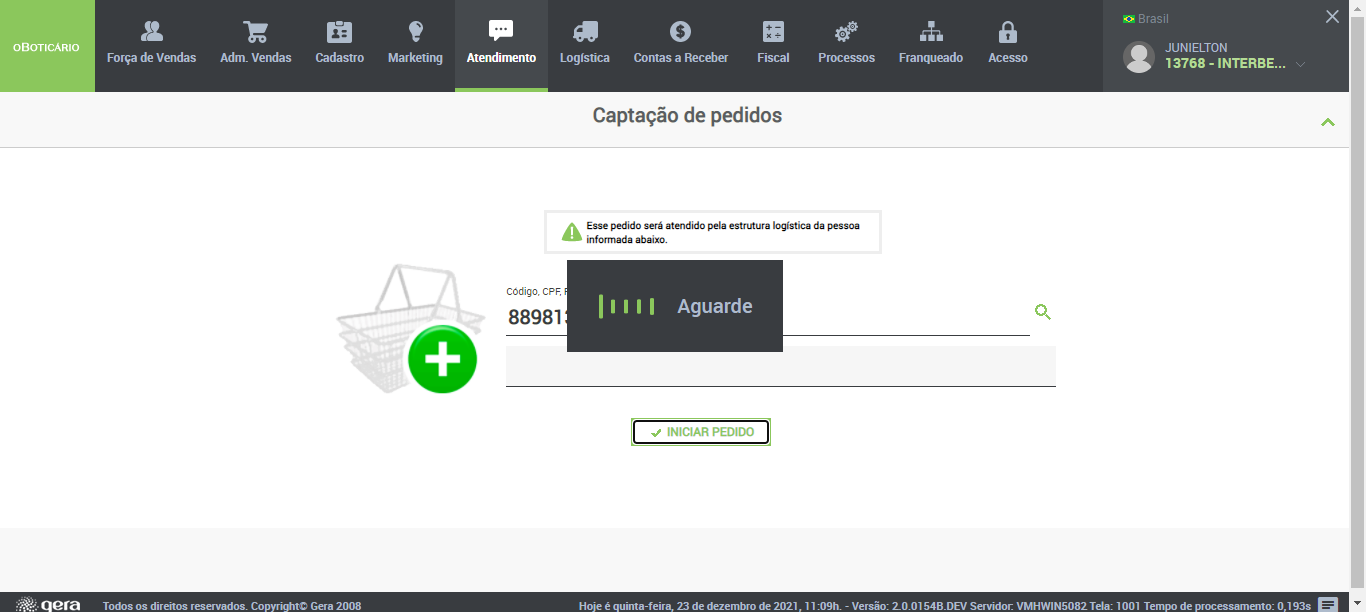 oBOTICÁRIO
Força de Vendas
Adm. Vendas
Cadastro
Marketing
Atendimento
Logística
Contas a Receber
Fiscal
Processos
Franqueado
Acesso
Brasil
JUNIELTON
13768 - INTERBE...
Captação de pedidos
Esse pedido será atendido pela estrutura logística da pessoa
informada abaixo.
Código, CPF,
88981
Aguarde
INICIAR PEDIDO
gera
Todos os direitos reservados. Copyright© Gera 2008
Hoje é quinta-feira, 23 de dezembro de 2021, 11:09h. - Versão: 2.0.0154B.DEV Servidor: VMHWIN5082 Tela: 1001 Tempo de processamento: 0,193s